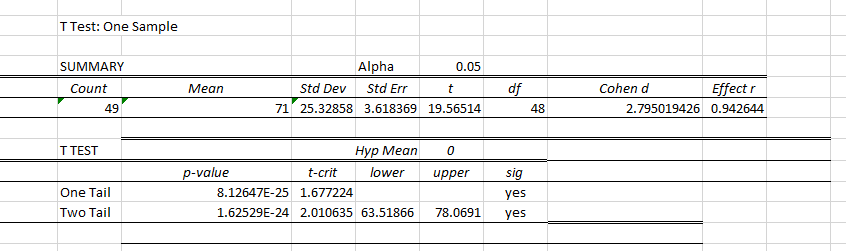 T Test: One Sample
SUMMARY Alpha 0.05
Count Mean Std Dev Std Err t df Cohen d Effect r
49 71 25.32858 3.618369 19.56514 48 2.795019426 0.942644
T TEST Hyp Mean 0
p-value t-crit lower upper sig
One Tail 8.12647E-25 1.677224 yes
Two Tail 1.62529E-24 2.010635 63.51866 78.0691 yes